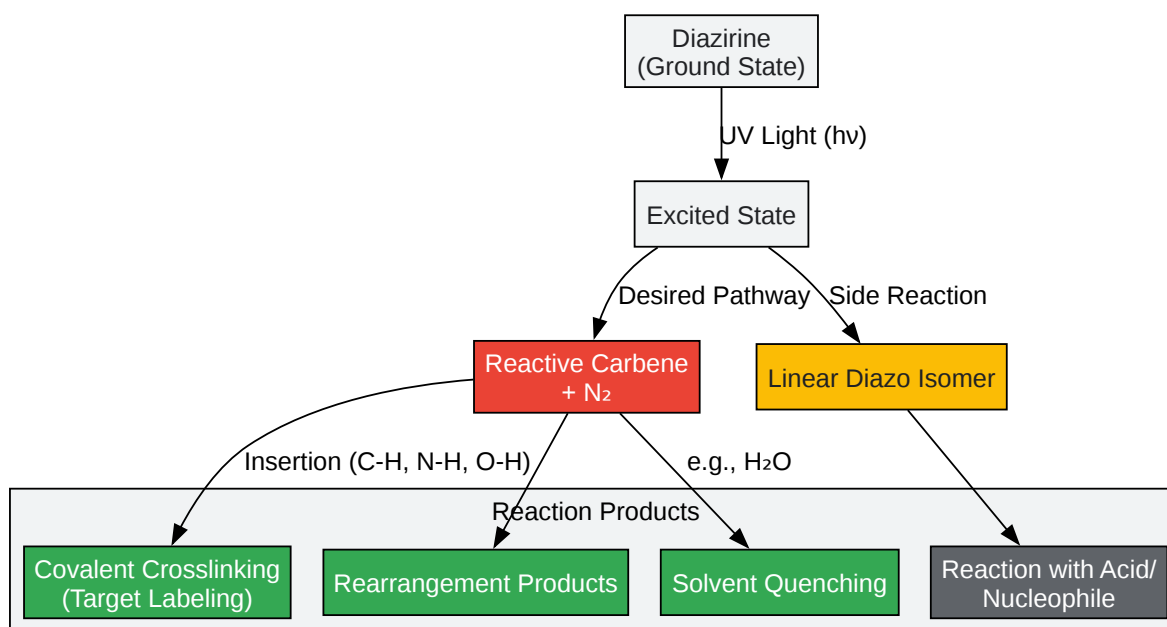 Diazirine
(Ground State)
UV Light (hν)
Excited State
Desired Pathway
Side Reaction
Reactive Carbene
+ N₂
Linear Diazo Isomer
Insertion (C-H, N-H, O-H)
e.g., H₂O
Reaction Products
Covalent Crosslinking
(Target Labeling)
Rearrangement Products
Solvent Quenching
Reaction with Acid/
Nucleophile